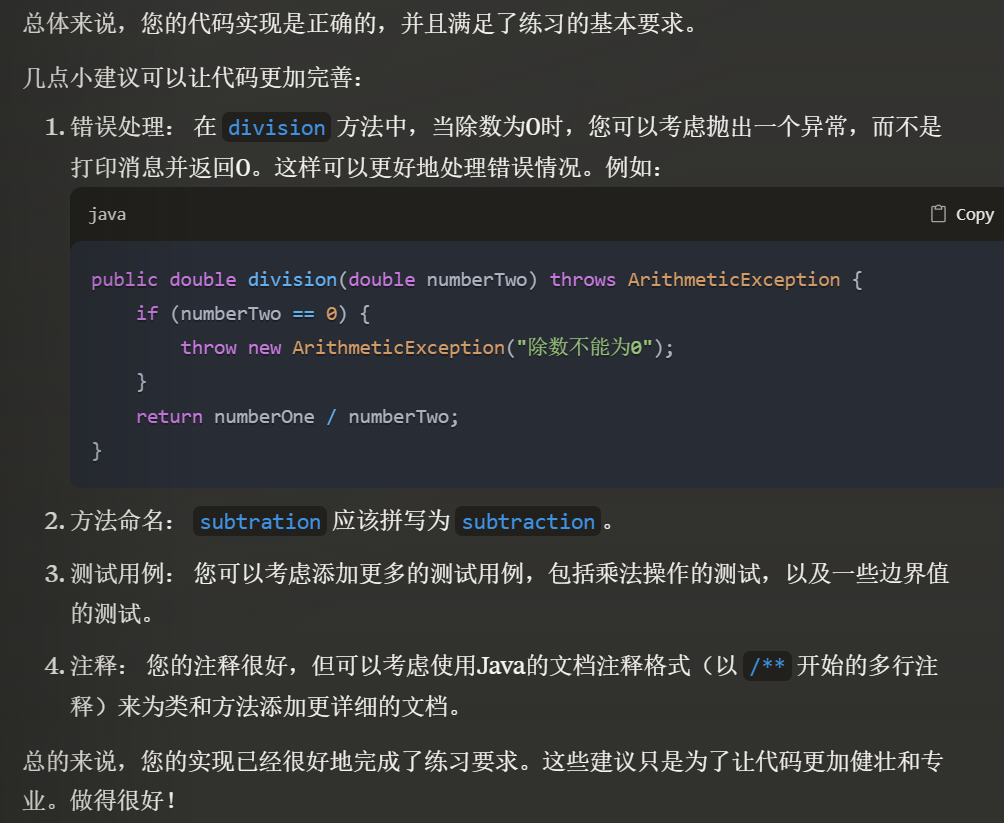 总体来说，您的代码实现是正确的，并且满足了练习的基本要求。
几点小建议可以让代码更加完善：
1. 错误处理： 在 division 方法中，当除数为0时，您可以考虑抛出一个异常，而不是
打印消息并返回0。这样可以更好地处理错误情况。例如：
java Copy
public double division(double numberTwo) throws ArithmeticException {
if (numberTwo == 0) {
throw new ArithmeticException("除数不能为0");
}
return numberOne / numberTwo;
}
2. 方法命名： subtration 应该拼写为 subtraction 。
3. 测试用例： 您可以考虑添加更多的测试用例，包括乘法操作的测试，以及一些边界值
的测试。
4. 注释： 您的注释很好，但可以考虑使用Java的文档注释格式（以 /** 开始的多行注
释）来为类和方法添加更详细的文档。
总的来说，您的实现已经很好地完成了练习要求。这些建议只是为了让代码更加健壮和专
业。做得很好！